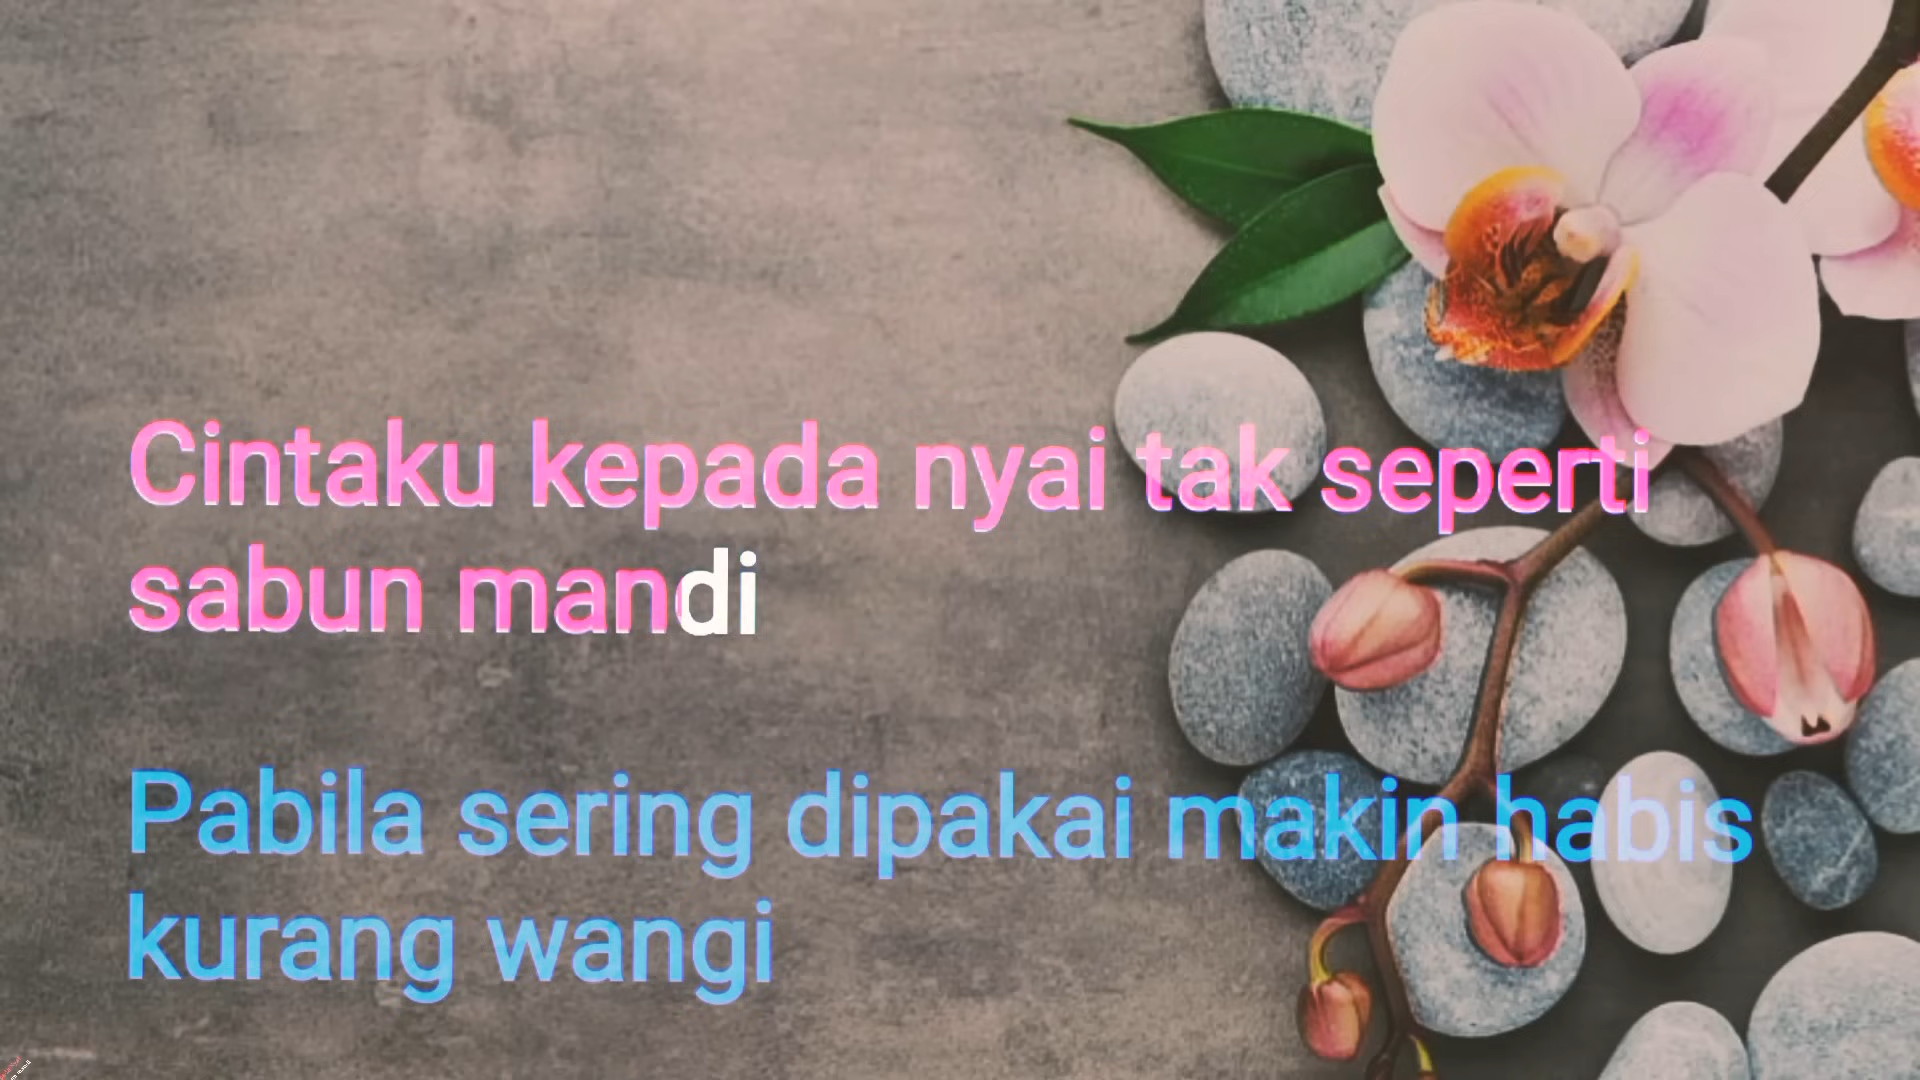 Cintaku kepada nyai tak seperti
sabun mandi
Pabila sering dipakai makin habis
kurang wangi